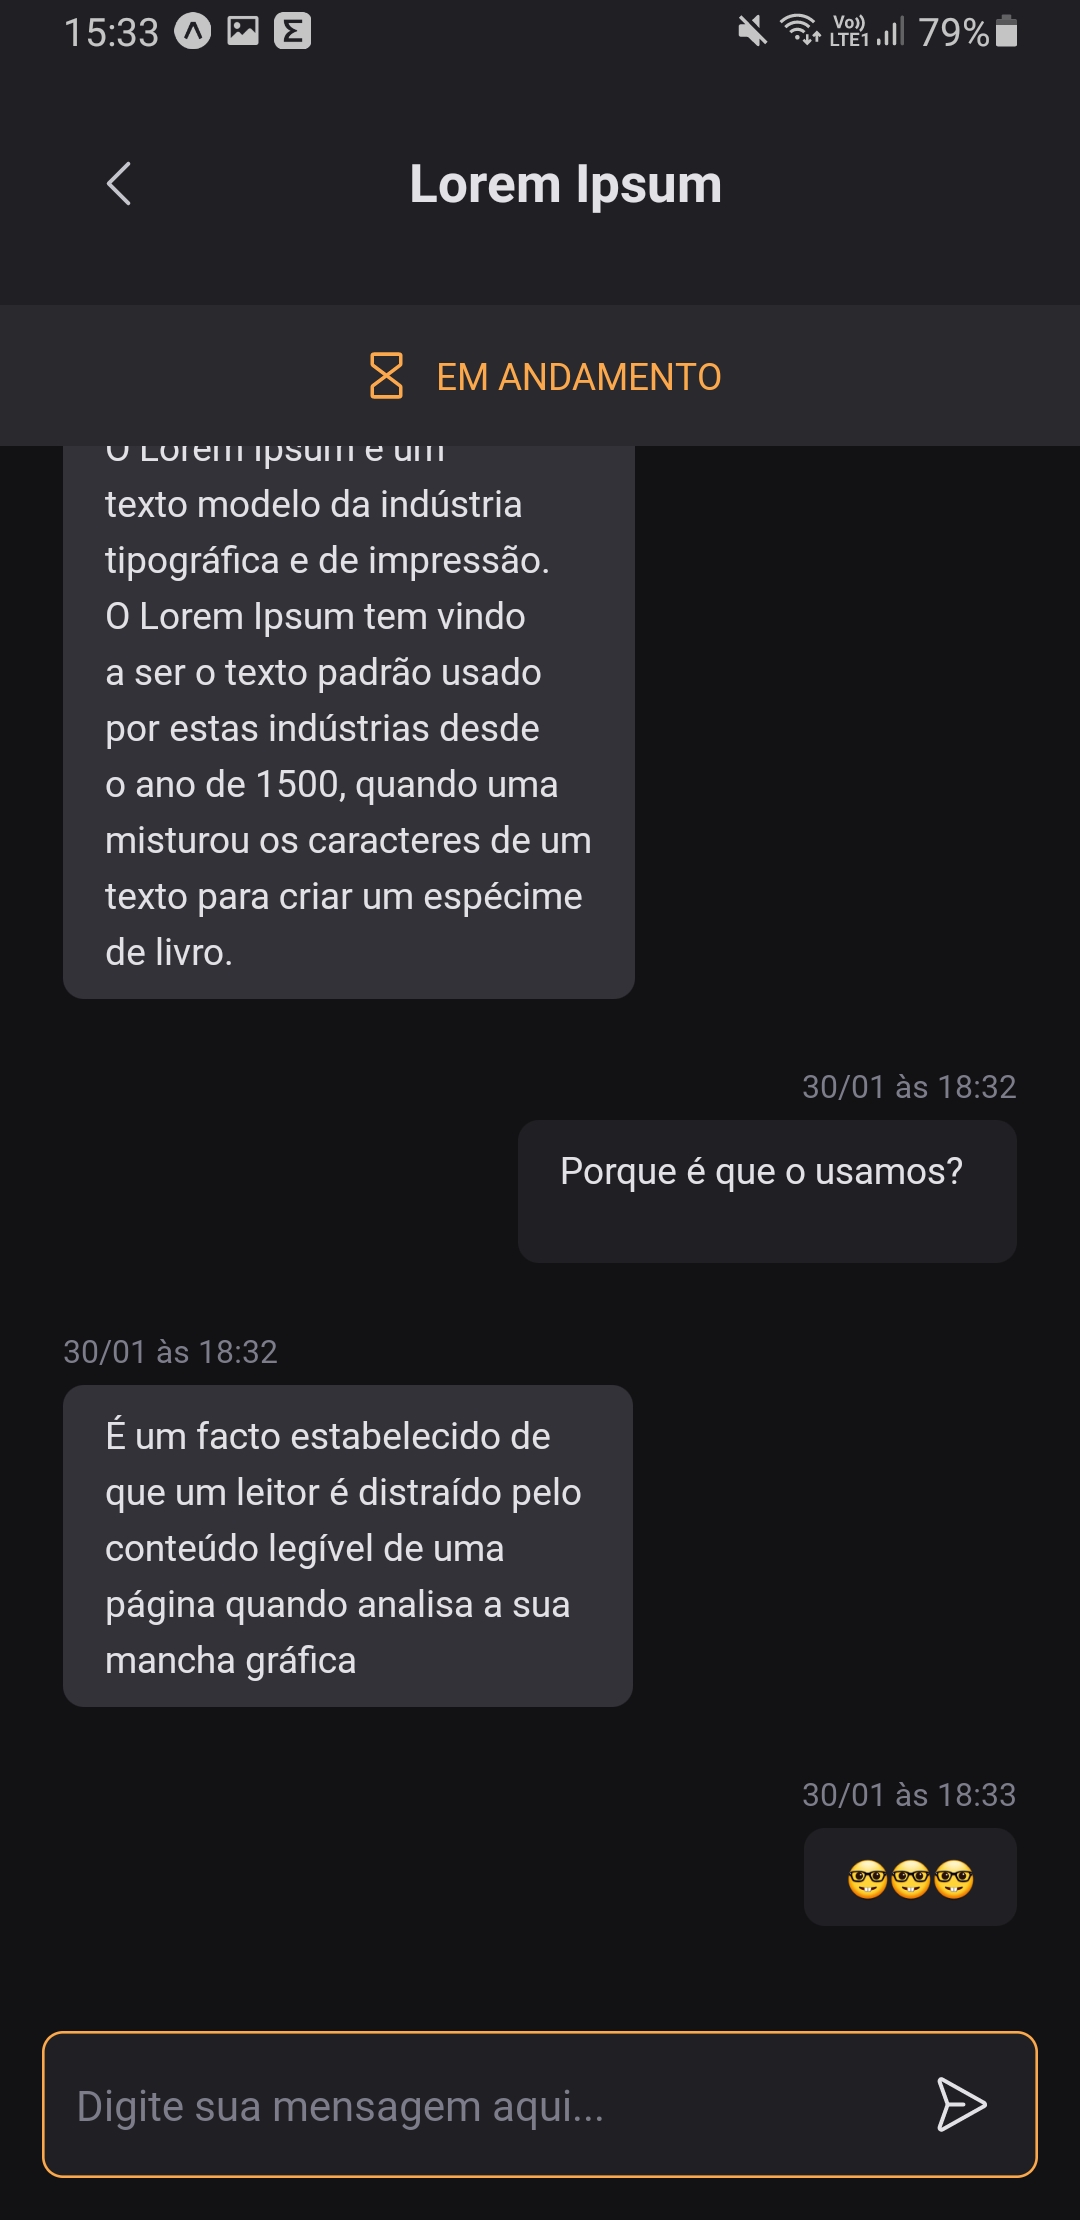 15:33
Vo)) LTE1 79%
Lorem Ipsum
EM ANDAMENTO
O Lorem Ipsum é um
texto modelo da indústria
tipográfica e de impressão.
O Lorem Ipsum tem vindo
a ser o texto padrão usado
por estas indústrias desde
o ano de 1500, quando uma
misturou os caracteres de um
texto para criar um espécime
de livro.
30/01 às 18:32
Porque é que o usamos?
30/01 às 18:32
É um facto estabelecido de
que um leitor é distraído pelo
conteúdo legível de uma
página quando analisa a sua
mancha gráfica
30/01 às 18:33
🤓🤓🤓
Digite sua mensagem aqui...